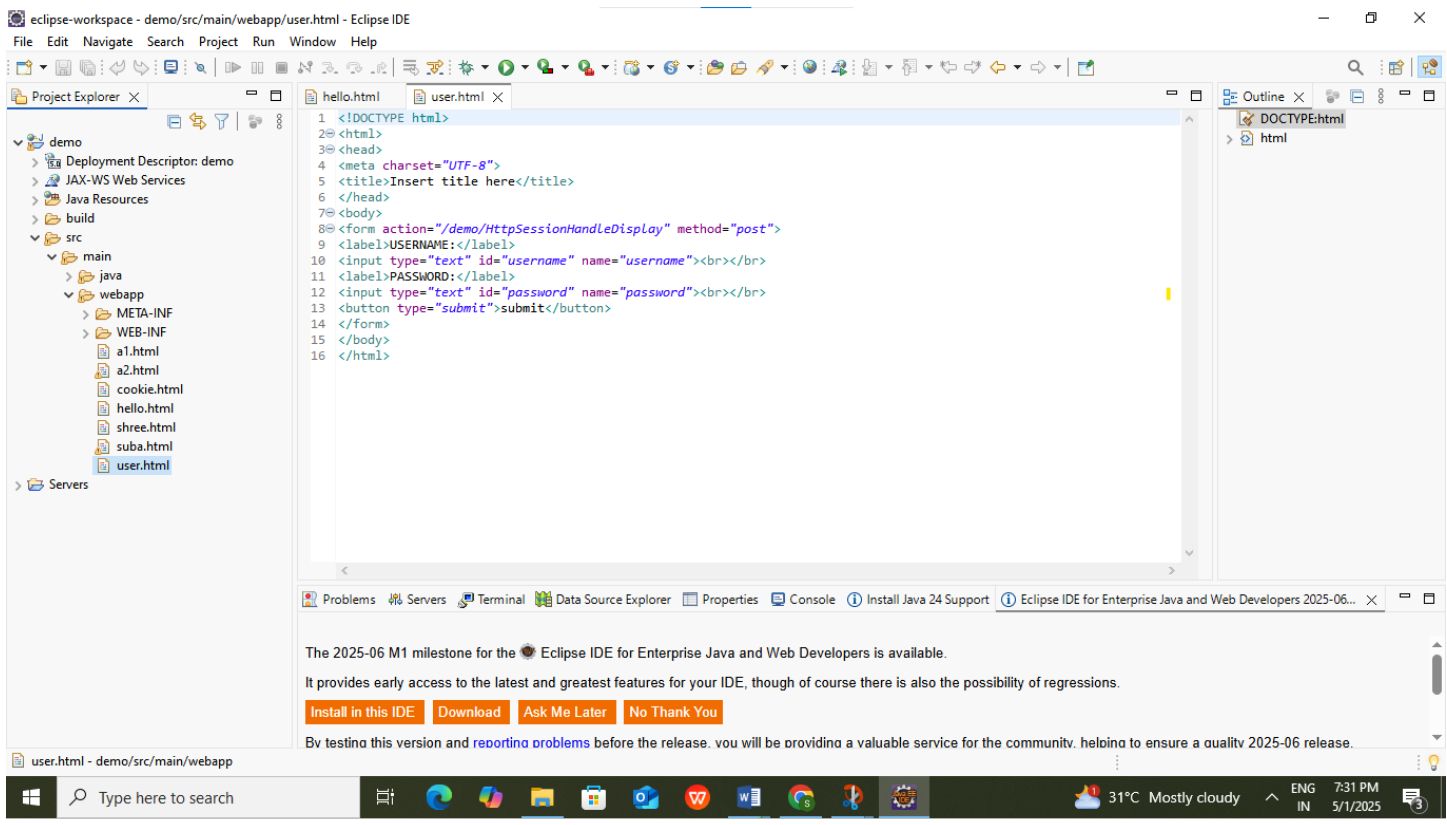 eclipse-workspace - demo/src/main/webapp/user.html - Eclipse IDE
File Edit Navigate Search Project Run Window Help
Project Explorer
demo
Deployment Descriptor: demo
JAX-WS Web Services
Java Resources
build
src
main
java
webapp
META-INF
WEB-INF
a1.html
a2.html
cookie.html
hello.html
shree.html
suba.html
user.html
Servers
hello.html user.html
1 <!DOCTYPE html>
2 <html>
3 <head>
4 <meta charset="UTF-8">
5 <title>Insert title here</title>
6 </head>
7 <body>
8 <form action="/demo/HttpSessionHandleDisplay" method="post">
9 <label>USERNAME:</label>
10 <input type="text" id="username" name="username"><br></br>
11 <label>PASSWORD:</label>
12 <input type="text" id="password" name="password"><br></br>
13 <button type="submit">submit</button>
14 </form>
15 </body>
16 </html>
Outline
DOCTYPE:html
html
Problems Servers Terminal Data Source Explorer Properties Console Install Java 24 Support Eclipse IDE for Enterprise Java and Web Developers 2025-06...
The 2025-06 M1 milestone for the Eclipse IDE for Enterprise Java and Web Developers is available.
It provides early access to the latest and greatest features for your IDE, though of course there is also the possibility of regressions.
Install in this IDE Download Ask Me Later No Thank You
By testing this version and reporting problems before the release, you will be providing a valuable service for the community, helping to ensure a quality 2025-06 release.
user.html - demo/src/main/webapp
Type here to search
1
31°C Mostly cloudy
ENG
IN
7:31 PM
5/1/2025
3